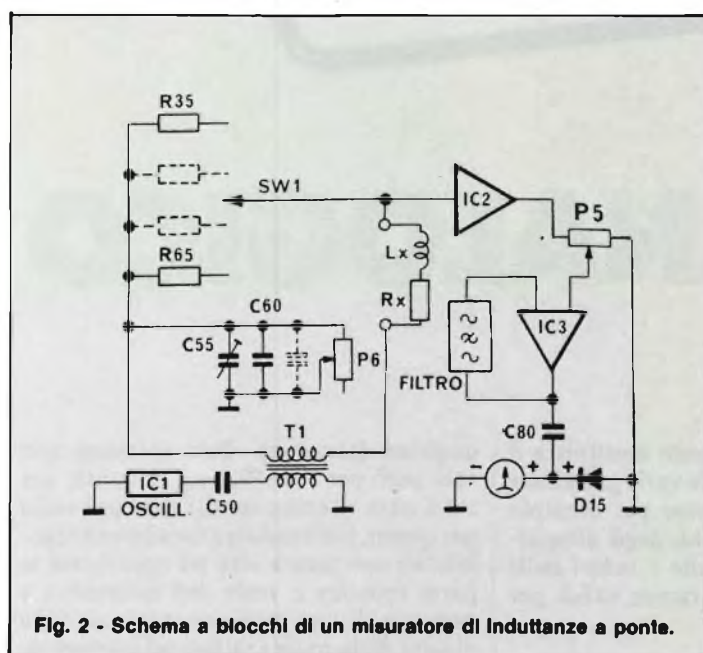 R35
SW1
IC2
P5
R65
Lx
Rx
C60
C55
P6
IC3
FILTRO
T1
C80
IC1
OSCILL.
C50
D15
- + +
Fig. 2 - Schema a blocchi di un misuratore di induttanze a ponte.